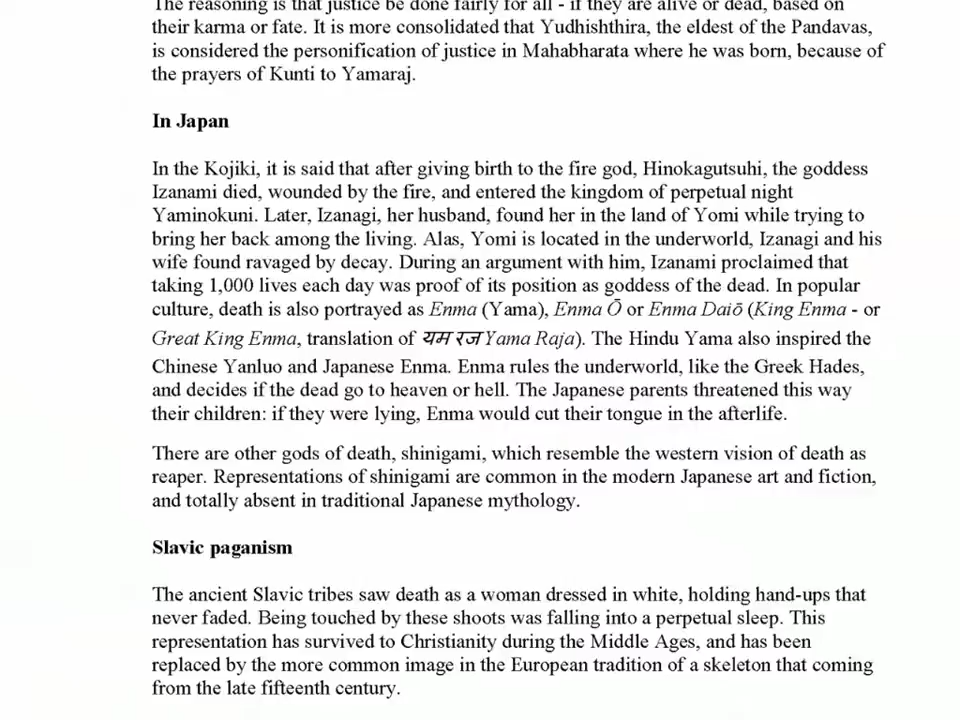 The reasoning is that justice be done fairly for all - if they are alive or dead, based on
their karma or fate. It is more consolidated that Yudhishthira, the eldest of the Pandavas,
is considered the personification of justice in Mahabharata where he was born, because of
the prayers of Kunti to Yamaraj.
In Japan
In the Kojiki, it is said that after giving birth to the fire god, Hinokagutsuhi, the goddess
Izanami died, wounded by the fire, and entered the kingdom of perpetual night
Yaminokuni. Later, Izanagi, her husband, found her in the land of Yomi while trying to
bring her back among the living. Alas, Yomi is located in the underworld, Izanagi and his
wife found ravaged by decay. During an argument with him, Izanami proclaimed that
taking 1,000 lives each day was proof of its position as goddess of the dead. In popular
culture, death is also portrayed as Enma (Yama), Enma Ō or Enma Daiō (King Enma - or
Great King Enma, translation of यम रज Yama Raja). The Hindu Yama also inspired the
Chinese Yanluo and Japanese Enma. Enma rules the underworld, like the Greek Hades,
and decides if the dead go to heaven or hell. The Japanese parents threatened this way
their children: if they were lying, Enma would cut their tongue in the afterlife.
There are other gods of death, shinigami, which resemble the western vision of death as
reaper. Representations of shinigami are common in the modern Japanese art and fiction,
and totally absent in traditional Japanese mythology.
Slavic paganism
The ancient Slavic tribes saw death as a woman dressed in white, holding hand-ups that
never faded. Being touched by these shoots was falling into a perpetual sleep. This
representation has survived to Christianity during the Middle Ages, and has been
replaced by the more common image in the European tradition of a skeleton that coming
from the late fifteenth century.